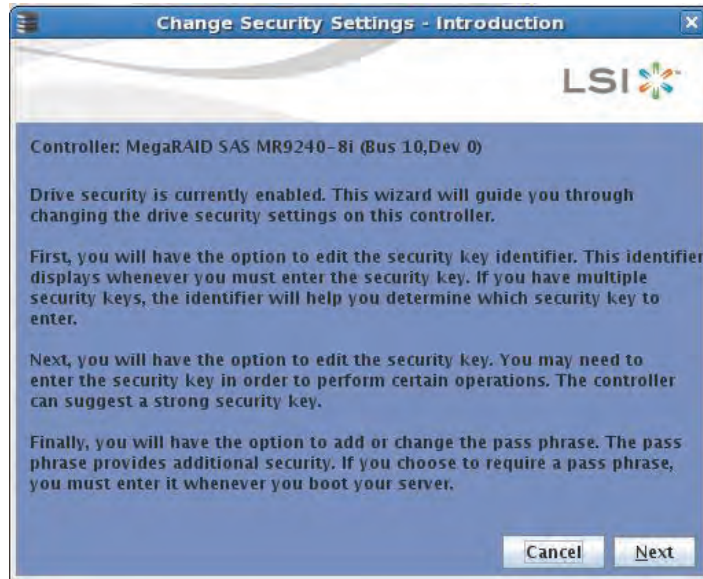 Change Security Settings - Introduction
LSI
Controller: MegaRAID SAS MR9240-8i (Bus 10,Dev 0)
Drive security is currently enabled. This wizard will guide you through
changing the drive security settings on this controller.
First, you will have the option to edit the security key identifier. This identifier
displays whenever you must enter the security key. If you have multiple
security keys, the identifier will help you determine which security key to
enter.
Next, you will have the option to edit the security key. You may need to
enter the security key in order to perform certain operations. The controller
can suggest a strong security key.
Finally, you will have the option to add or change the pass phrase. The pass
phrase provides additional security. If you choose to require a pass phrase,
you must enter it whenever you boot your server.
Cancel Next